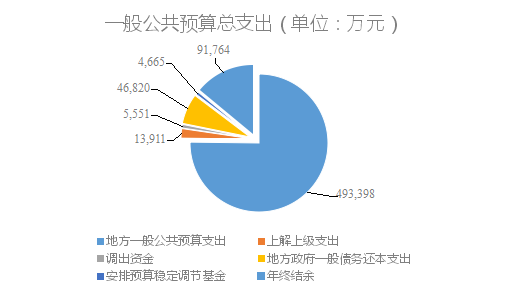 一般公共预算总支出（单位：万元）
91,764
4,665
46,820
5,551
13,911
493,398
地方一般公共预算支出 上解上级支出
调出资金 地方政府一般债务还本支出
安排预算稳定调节基金 年终结余